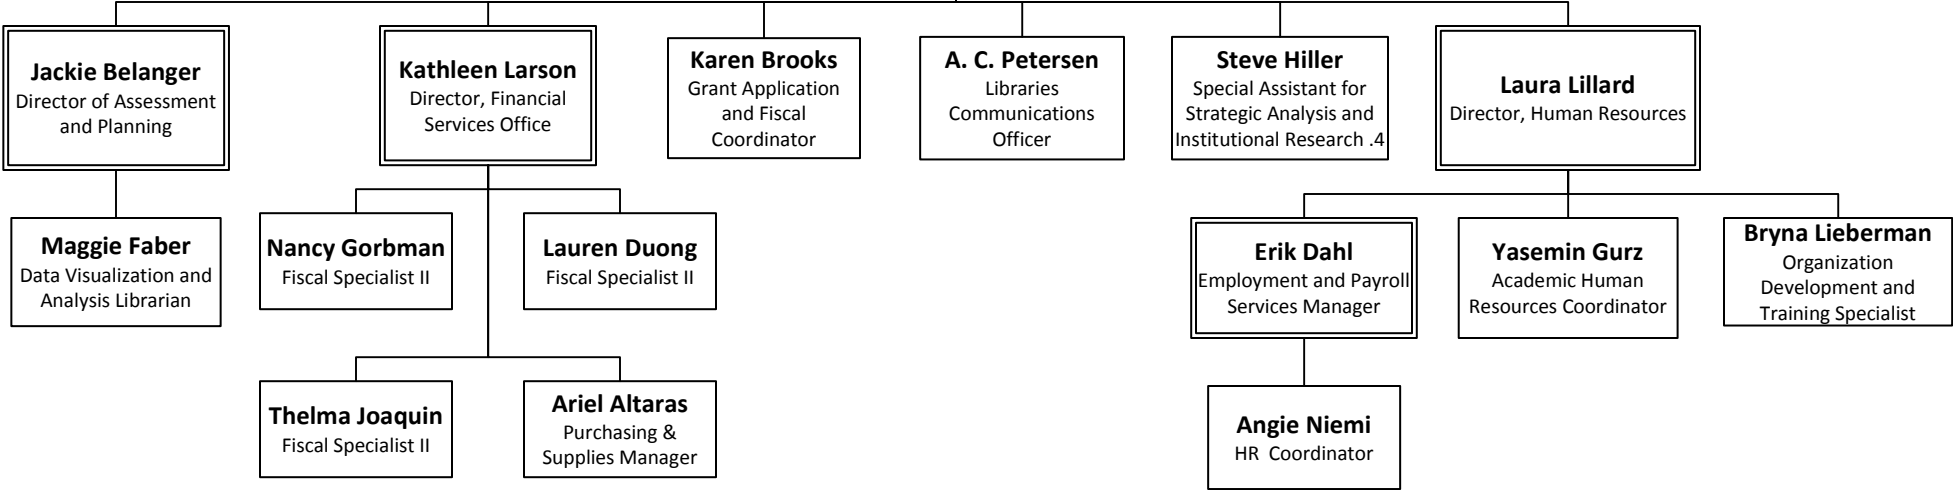 Jackie Belanger
Director of Assessment
and Planning
Kathleen Larson
Director, Financial
Services Office
Karen Brooks
Grant Application
and Fiscal
Coordinator
A. C. Petersen
Libraries
Communications
Officer
Steve Hiller
Special Assistant for
Strategic Analysis and
Institutional Research .4
Laura Lillard
Director, Human Resources
Maggie Faber
Data Visualization and
Analysis Librarian
Nancy Gorbman
Fiscal Specialist II
Lauren Duong
Fiscal Specialist II
Erik Dahl
Employment and Payroll
Services Manager
Yasemin Gurz
Academic Human
Resources Coordinator
Bryna Lieberman
Organization
Development and
Training Specialist
Thelma Joaquin
Fiscal Specialist II
Ariel Altaras
Purchasing &
Supplies Manager
Angie Niemi
HR  Coordinator